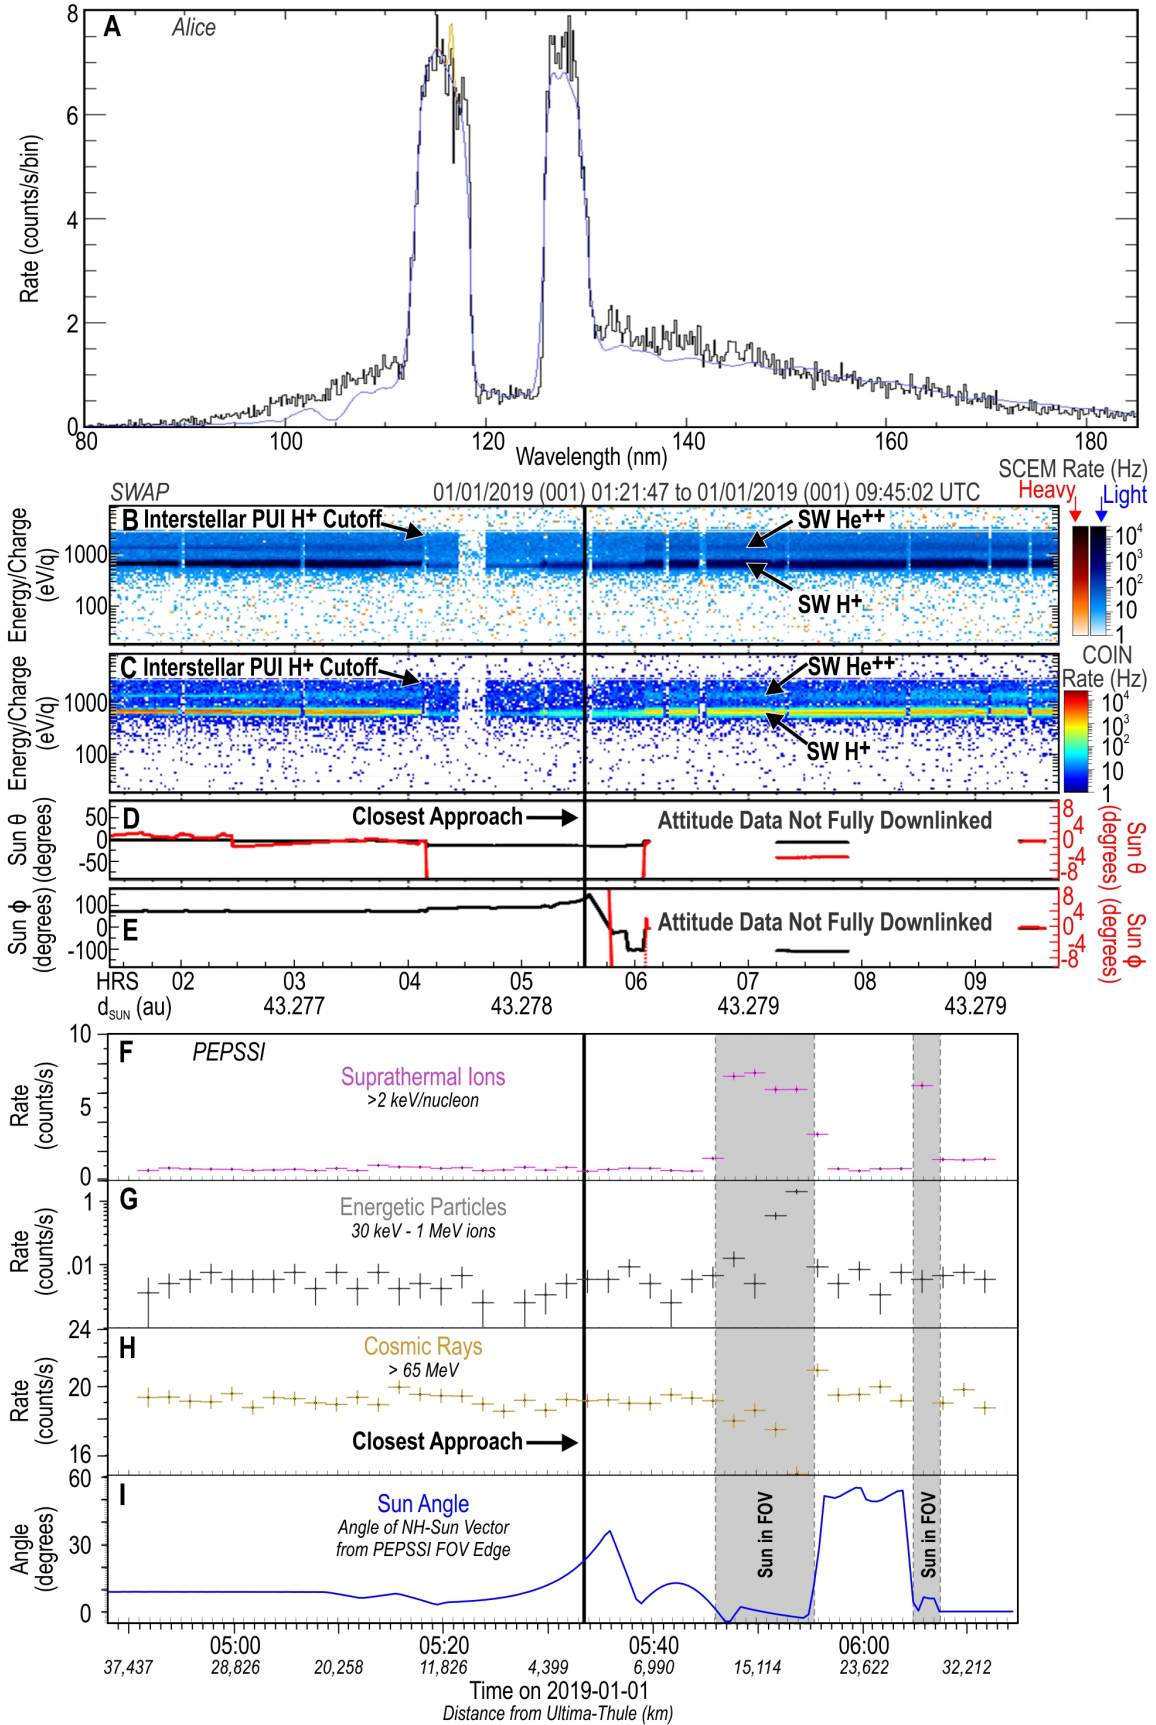 A
Alice
8
6
4
2
0
Rate (counts/s/bin)
80 100 120 140 160 180
Wavelength (nm)
SCEM Rate (Hz)
Heavy Light
SWAP 01/01/2019 (001) 01:21:47 to 01/01/2019 (001) 09:45:02 UTC
B Interstellar PUI H+ Cutoff
SW He++
SW H+
Energy/Charge
(eV/q)
1000
100
10⁴
10³
10²
10
1
COIN
Rate (Hz)
C Interstellar PUI H+ Cutoff
SW He++
SW H+
Energy/Charge
(eV/q)
1000
100
10⁴
10³
10²
10
1
D
Closest Approach
Attitude Data Not Fully Downlinked
Sun θ
(degrees)
50
0
-50
8
4
0
-4
-8
Sun θ
(degrees)
E
Attitude Data Not Fully Downlinked
Sun ϕ
(degrees)
100
0
-100
8
4
0
-4
-8
Sun ϕ
(degrees)
HRS 02 03 04 05 06 07 08 09
dSUN (au) 43.277 43.278 43.279 43.279
F
PEPSSI
Suprathermal Ions
>2 keV/nucleon
Rate
(counts/s)
10
5
0
G
Energetic Particles
30 keV - 1 MeV ions
Rate
(counts/s)
1
.01
H
Cosmic Rays
> 65 MeV
Closest Approach
Rate
(counts/s)
24
20
16
I
Sun Angle
Angle of NH-Sun Vector
from PEPSSI FOV Edge
Sun in FOV
Sun in FOV
Angle
(degrees)
60
30
0
05:00 05:20 05:40 06:00
37,437 28,826 20,258 11,826 4,399 6,990 15,114 23,622 32,212
Time on 2019-01-01
Distance from Ultima-Thule (km)